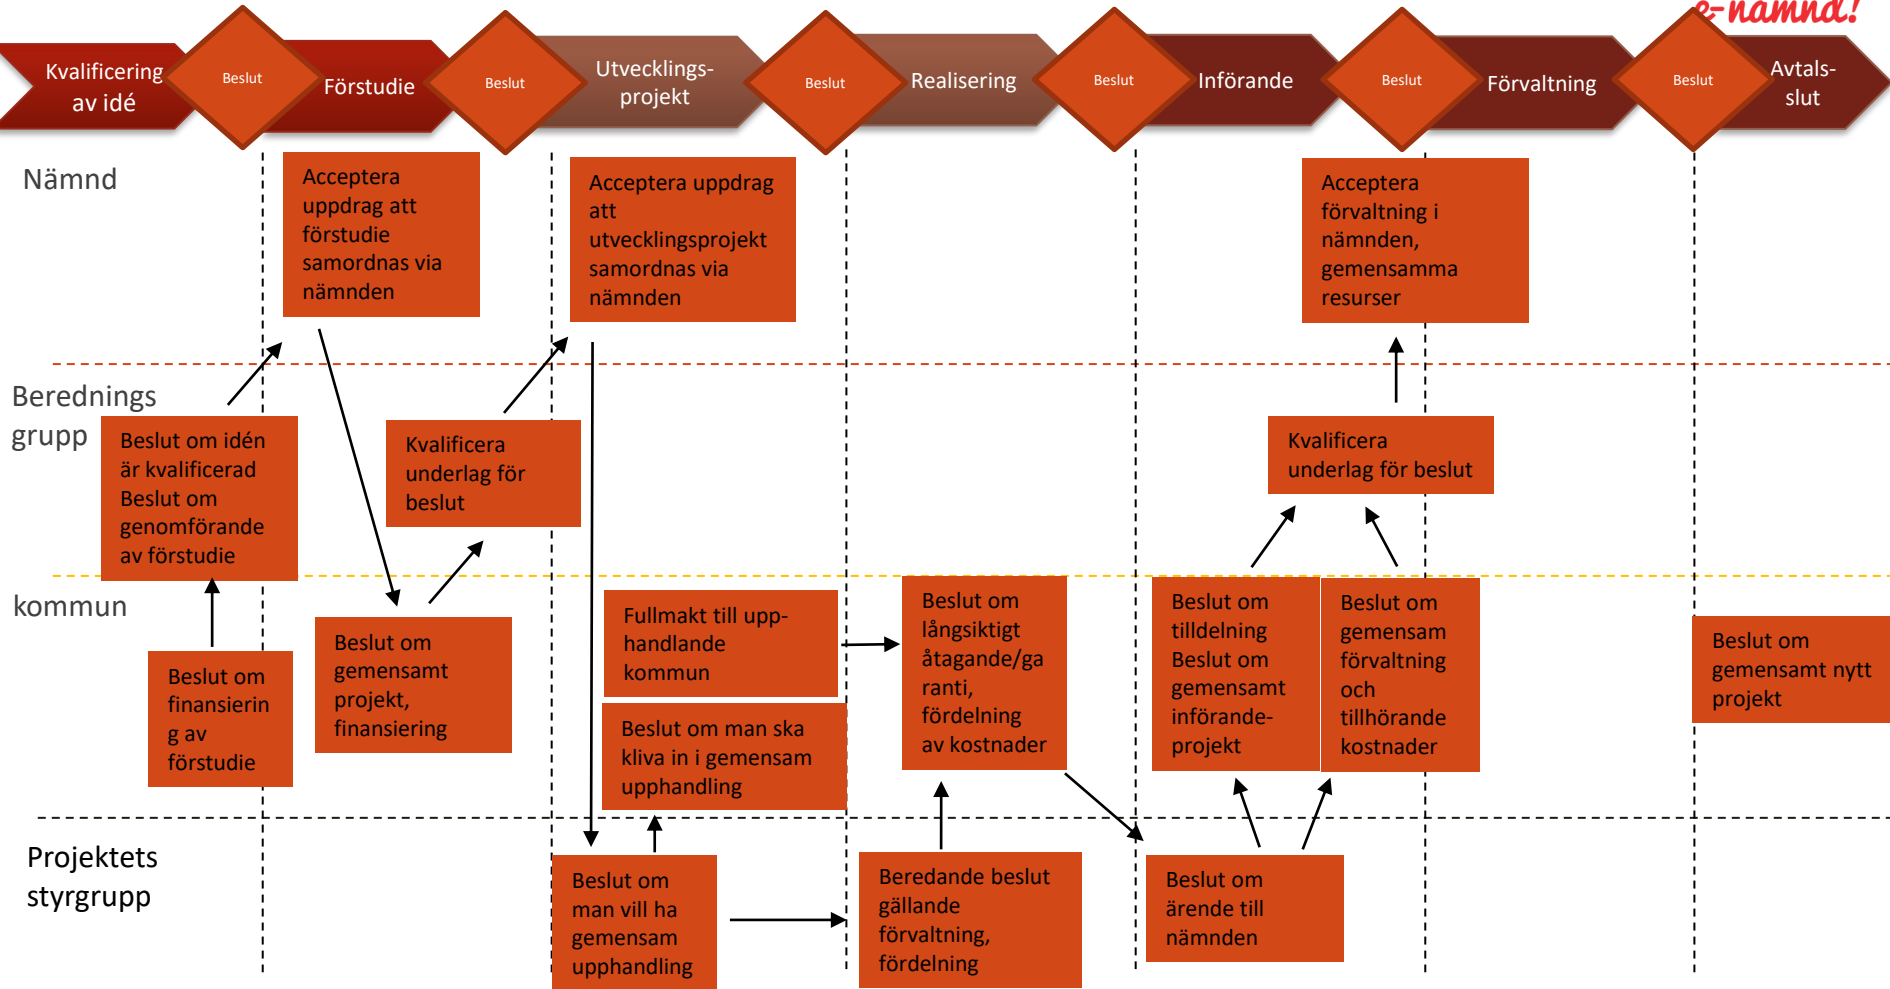 e-nämnd!
Kvalificering
av idé
Beslut
Förstudie
Beslut
Utvecklings-
projekt
Beslut
Realisering
Beslut
Införande
Beslut
Förvaltning
Beslut
Avtals-
slut
Nämnd
Acceptera
uppdrag att
förstudie
samordnas via
nämnden
Acceptera uppdrag
att
utvecklingsprojekt
samordnas via
nämnden
Acceptera
förvaltning i
nämnden,
gemensamma
resurser
Berednings
grupp
Beslut om idén
är kvalificerad
Beslut om
genomförande
av förstudie
Kvalificera
underlag för
beslut
Kvalificera
underlag för beslut
kommun
Beslut om
finansierin
g av
förstudie
Beslut om
gemensamt
projekt,
finansiering
Fullmakt till upp-
handlande
kommun
Beslut om man ska
kliva in i gemensam
upphandling
Beslut om
långsiktigt
åtagande/ga
ranti,
fördelning
av kostnader
Beslut om
tilldelning
Beslut om
gemensamt
införande-
projekt
Beslut om
gemensam
förvaltning
och
tillhörande
kostnader
Beslut om
gemensamt nytt
projekt
Projektets
styrgrupp
Beslut om
man vill ha
gemensam
upphandling
Beredande beslut
gällande
förvaltning,
fördelning
Beslut om
ärende till
nämnden